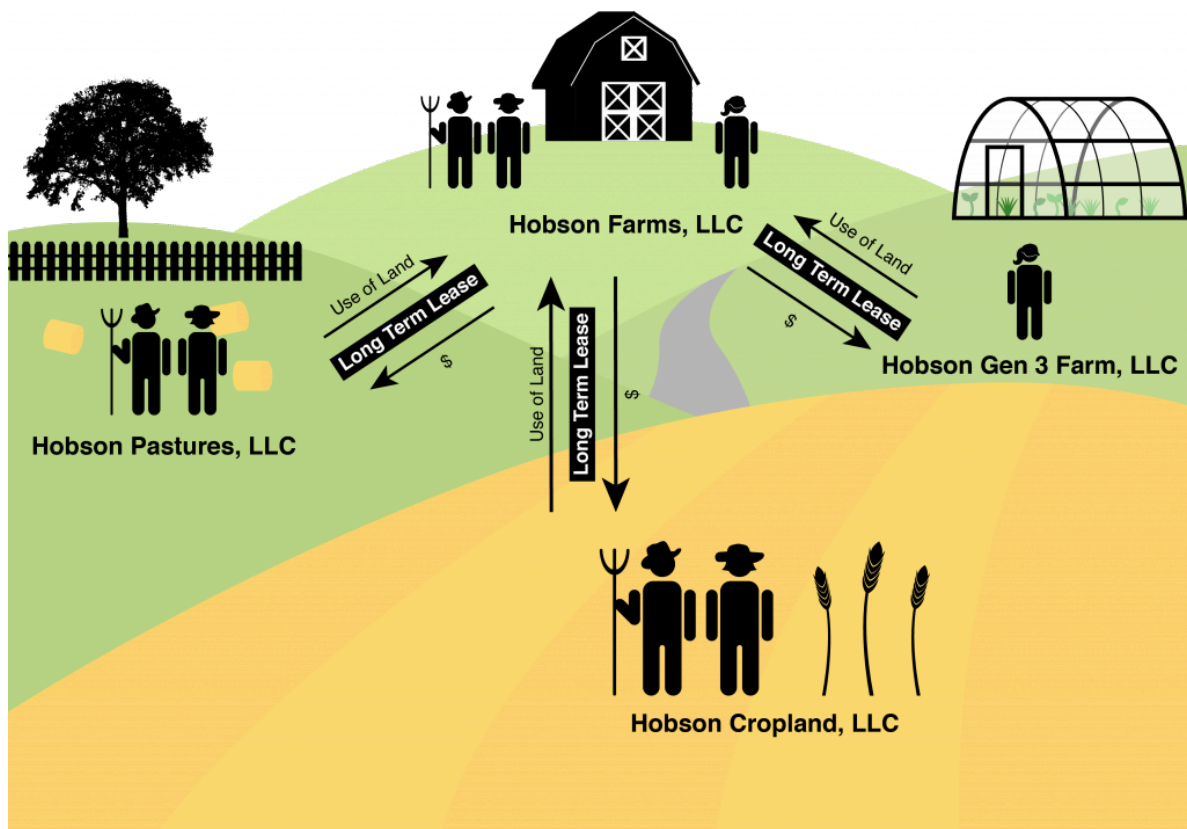 Hobson Farms, LLC
Use of Land
Long Term Lease
$
Hobson Pastures, LLC
Use of Land
Long Term Lease
$
Use of Land
Long Term Lease
$
Hobson Gen 3 Farm, LLC
Hobson Cropland, LLC